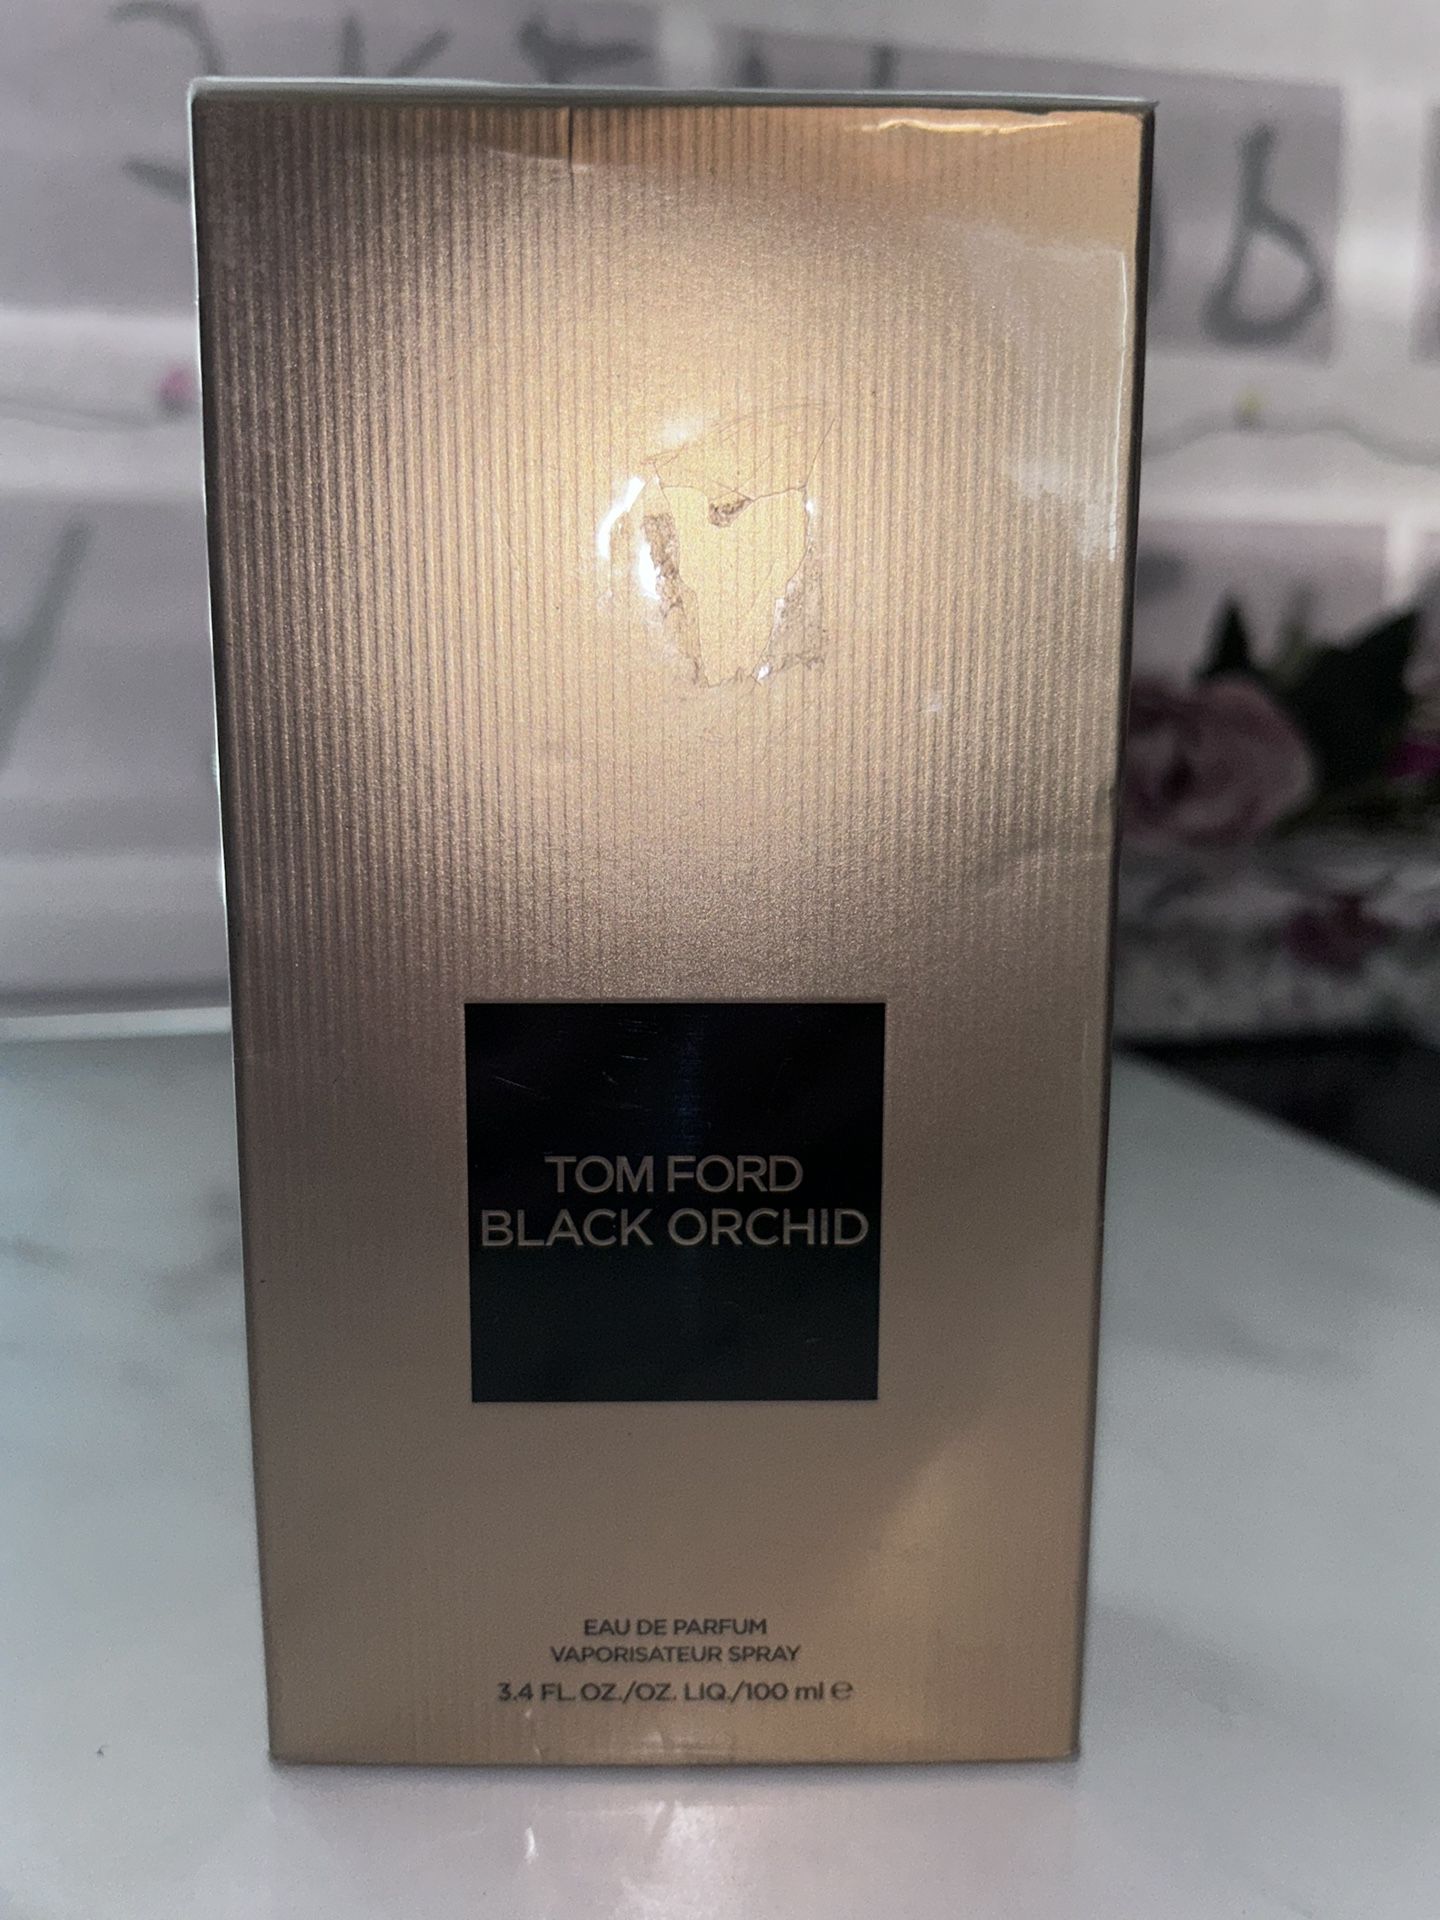 TOM FORD
BLACK ORCHID
EAU DE PARFUM
VAPORISATEUR SPRAY
3.4 FL. OZ./OZ. LIQ./100 ml ℮